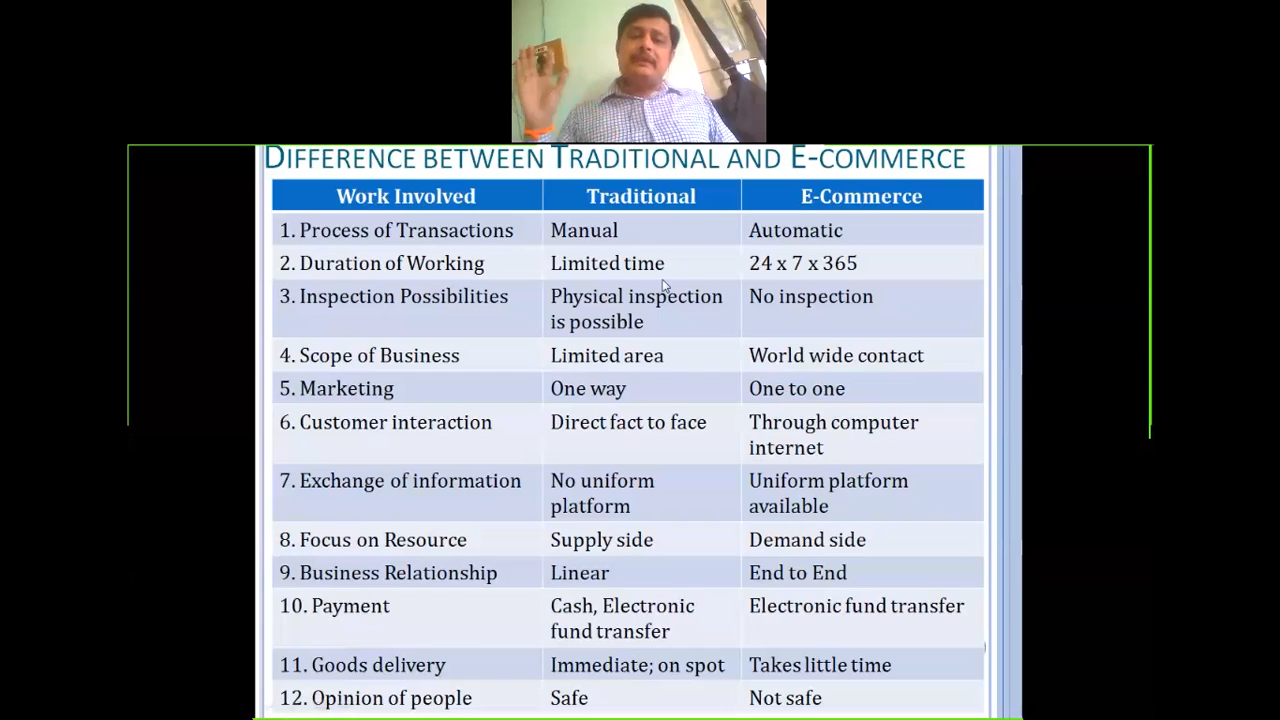 DIFFERENCE BETWEEN TRADITIONAL AND E-COMMERCE
Work Involved Traditional E-Commerce
1. Process of Transactions Manual Automatic
2. Duration of Working Limited time 24 x 7 x 365
3. Inspection Possibilities Physical inspection No inspection
is possible
4. Scope of Business Limited area World wide contact
5. Marketing One way One to one
6. Customer interaction Direct fact to face Through computer
internet
7. Exchange of information No uniform Uniform platform
platform available
8. Focus on Resource Supply side Demand side
9. Business Relationship Linear End to End
10. Payment Cash, Electronic Electronic fund transfer
fund transfer
11. Goods delivery Immediate; on spot Takes little time
12. Opinion of people Safe Not safe